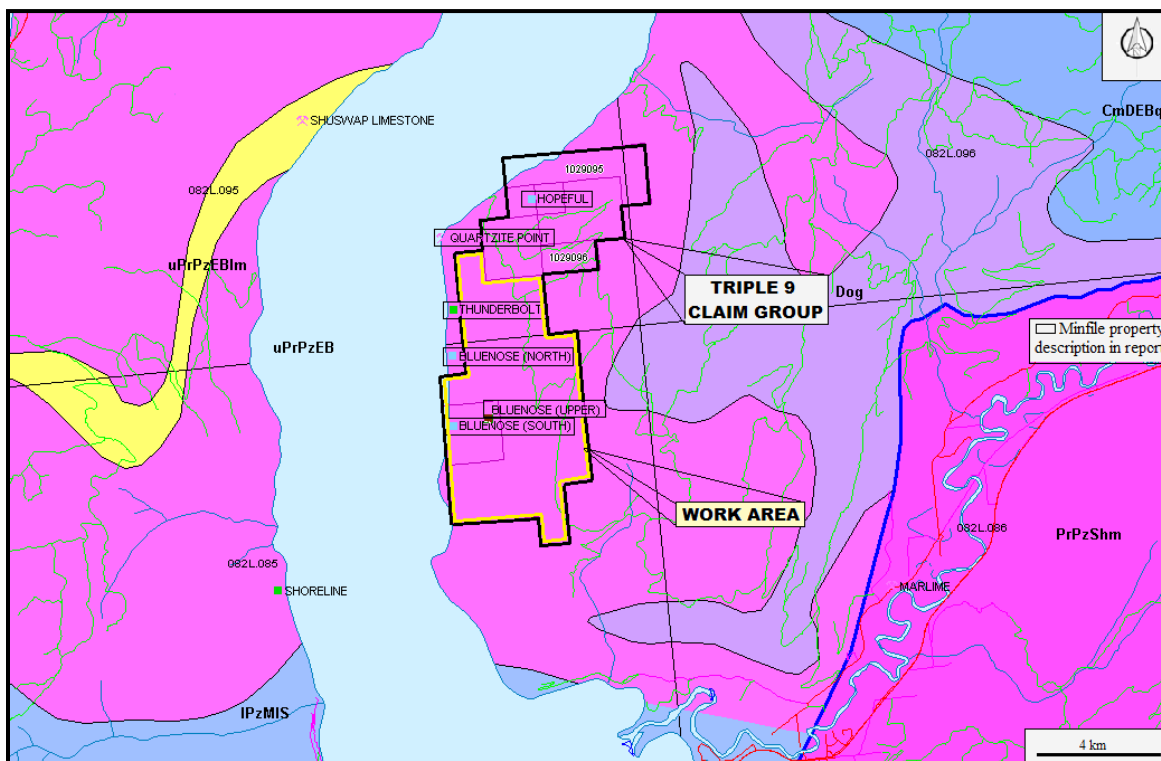 CmDEBq
SHUSWAP LIMESTONE
082L.096
1029095
082L.095
HOPEFUL
QUARTZITE POINT
1029096
uPrPzEBlm
TRIPLE 9
CLAIM GROUP
Dog
THUNDERBOLT
Minfile property
description in report
uPrPzEB
BLUENOSE (NORTH)
BLUENOSE (UPPER)
BLUENOSE (SOUTH)
WORK AREA
082L.086
PrPzShm
082L.085
SHORELINE
MARLIME
lPzMIS
4 km